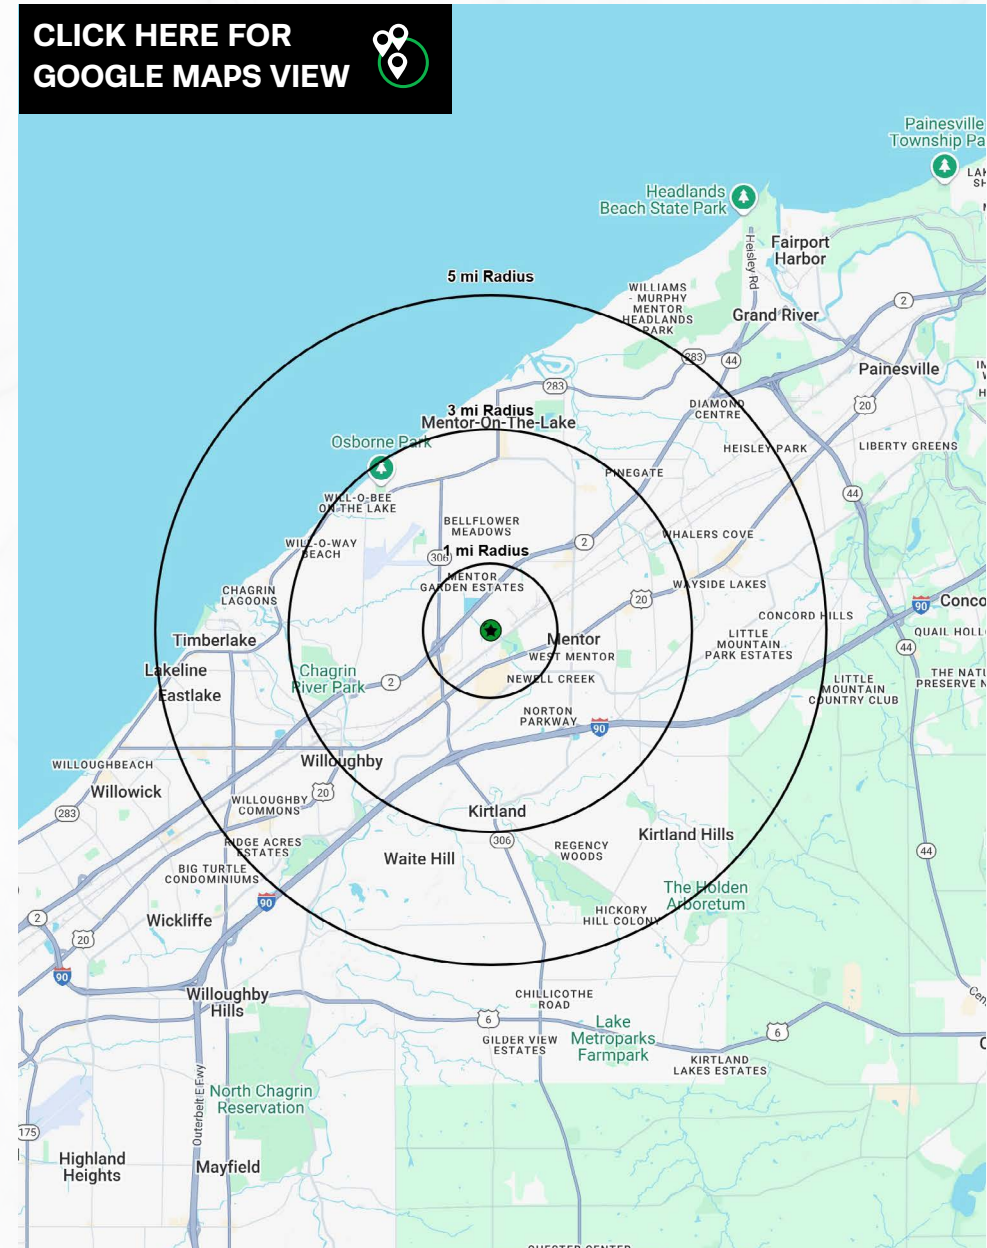 CLICK HERE FOR
GOOGLE MAPS VIEW
Painesville
Township Pa
Headlands
Beach State Park
Heisley Rd
Fairport
Harbor
5 mi Radius
WILLIAMS
- MURPHY
MENTOR
HEADLANDS
PARK
2
Grand River
283
44
Painesville
283
20
3 mi Radius
Mentor-On-The-Lake
DIAMOND
CENTRE
Osborne Park
HEISLEY PARK
LIBERTY GREENS
PINEGATE
44
WILL-O-BEE
ON THE LAKE
BELLFLOWER
MEADOWS
WHALERS COVE
WILL-O-WAY
BEACH
306
1 mi Radius
2
MENTOR
GARDEN ESTATES
WAYSIDE LAKES
CHAGRIN
LAGOONS
20
90
Conco
CONCORD HILLS
Timberlake
Mentor
LITTLE
MOUNTAIN
PARK ESTATES
QUAIL HOLL
44
WEST MENTOR
Lakeline
Chagrin
River Park
2
NEWELL CREEK
LITTLE
MOUNTAIN
COUNTRY CLUB
THE NATU
PRESERVE N
Eastlake
NORTON
PARKWAY
90
WILLOUGHBEACH
Willoughby
Willowick
20
WILLOUGHBY
COMMONS
283
Kirtland
306
Kirtland Hills
RIDGE ACRES
ESTATES
Waite Hill
REGENCY
WOODS
44
BIG TURTLE
CONDOMINIUMS
The Holden
Arboretum
90
HICKORY
HILL COLONY
2
Wickliffe
20
90
Willoughby
Hills
CHILLICOTHE
ROAD
6
Lake
Metroparks
Farmpark
6
GILDER VIEW
ESTATES
KIRTLAND
LAKES ESTATES
Outerbelt E Fwy
North Chagrin
Reservation
175
Highland
Heights
Mayfield